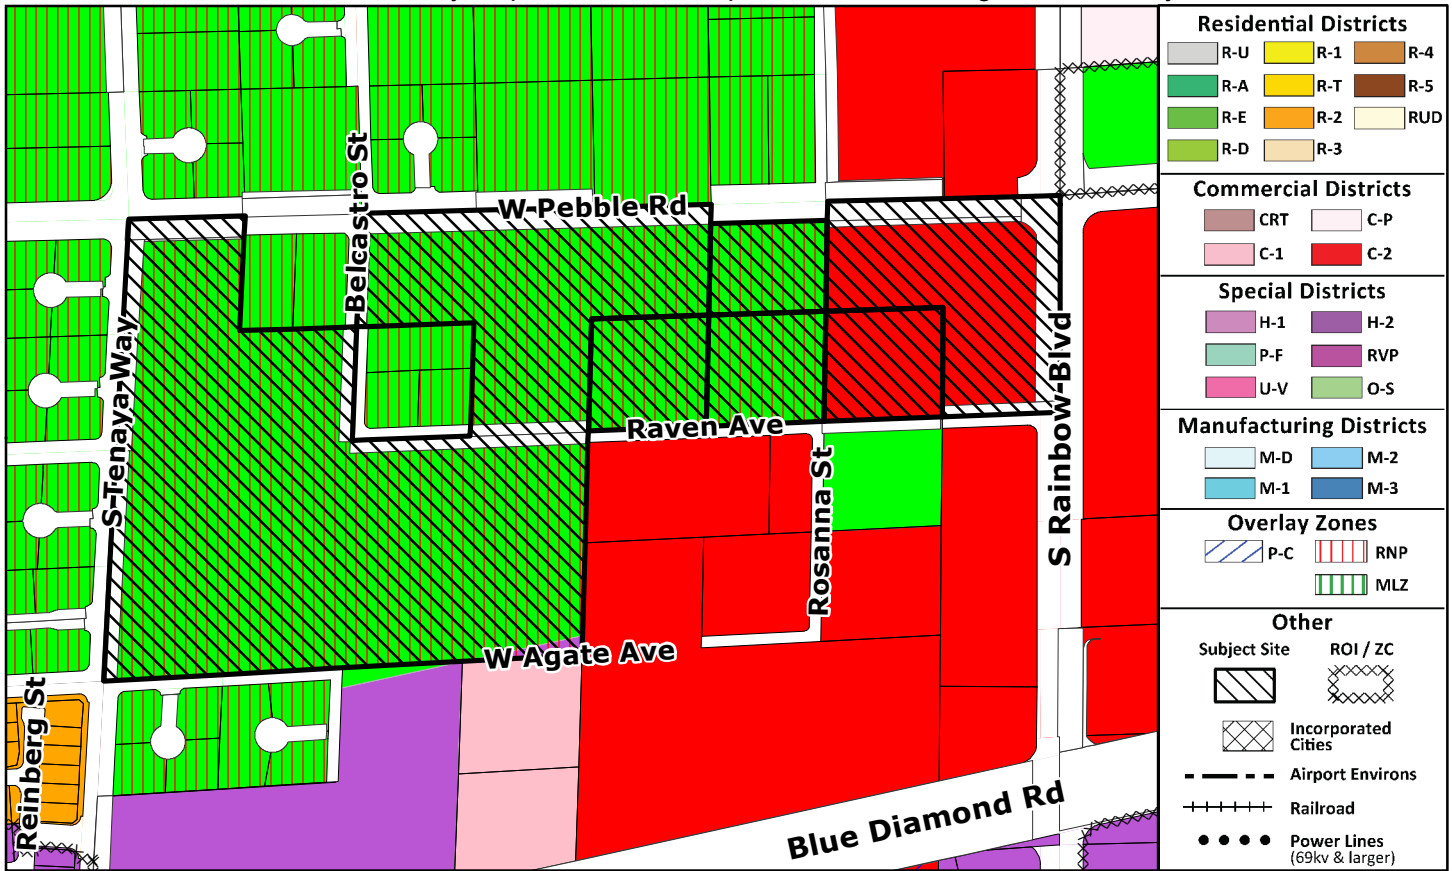 W Pebble Rd
Belcastro St
S Tenaya Way
Raven Ave
Rosanna St
S Rainbow Blvd
W Agate Ave
Reinberg St
Blue Diamond Rd
Residential Districts
R-U R-1 R-4
R-A R-T R-5
R-E R-2 RUD
R-D R-3
Commercial Districts
CRT C-P
C-1 C-2
Special Districts
H-1 H-2
P-F RVP
U-V O-S
Manufacturing Districts
M-D M-2
M-1 M-3
Overlay Zones
P-C RNP
MLZ
Other
Subject Site ROI / ZC
Incorporated
Cities
Airport Environs
Railroad
Power Lines
(69kv & larger)